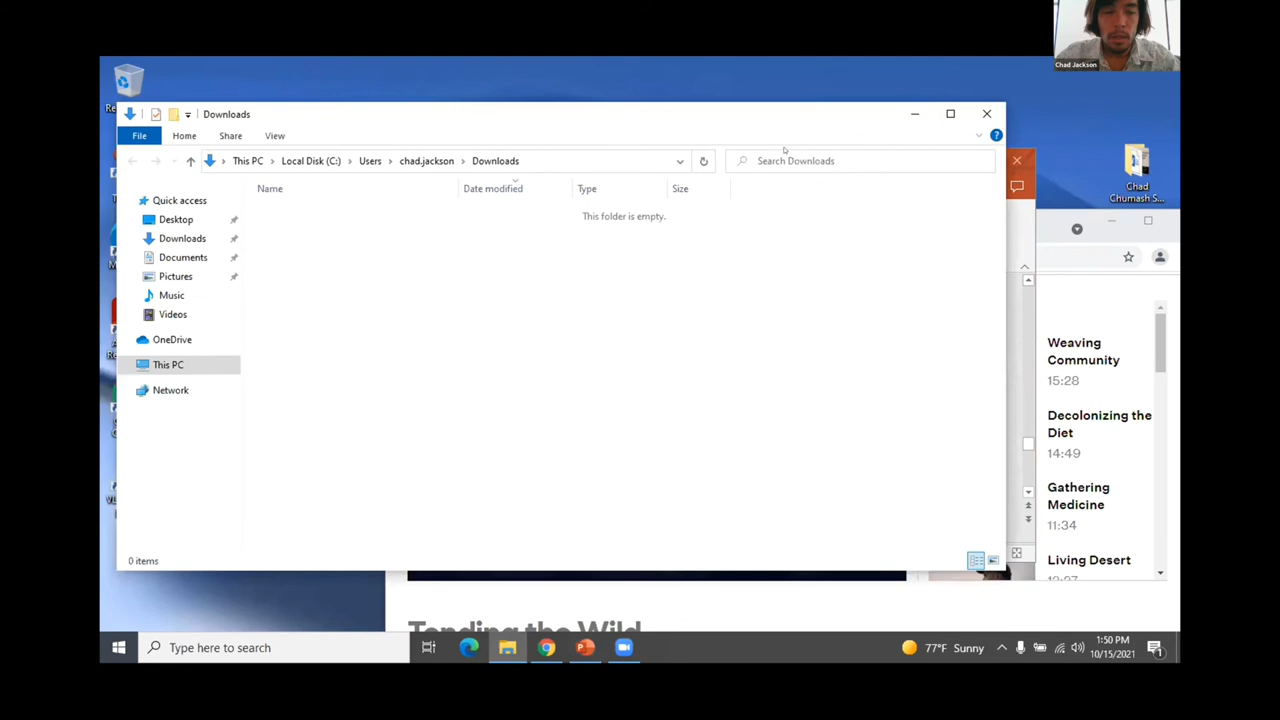 Chad Jackson
Downloads
File Home Share View
This PC Local Disk (C:) Users chad.jackson Downloads
Search Downloads
Name Date modified Type Size
This folder is empty.
Quick access
Desktop
Downloads
Documents
Pictures
Music
Videos
OneDrive
This PC
Network
0 items
Chad
Chumash S...
Weaving
Community
15:28
Decolonizing the
Diet
14:49
Gathering
Medicine
11:34
Living Desert
Tending the Wild
Type here to search
77°F Sunny
1:50 PM
10/15/2021